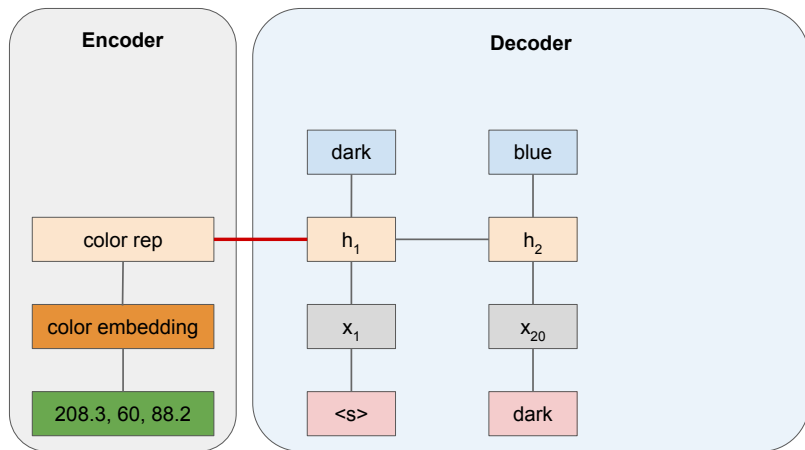 Encoder
Decoder
dark
blue
color rep
h₁
h₂
color embedding
x₁
x₂₀
208.3, 60, 88.2
<s>
dark